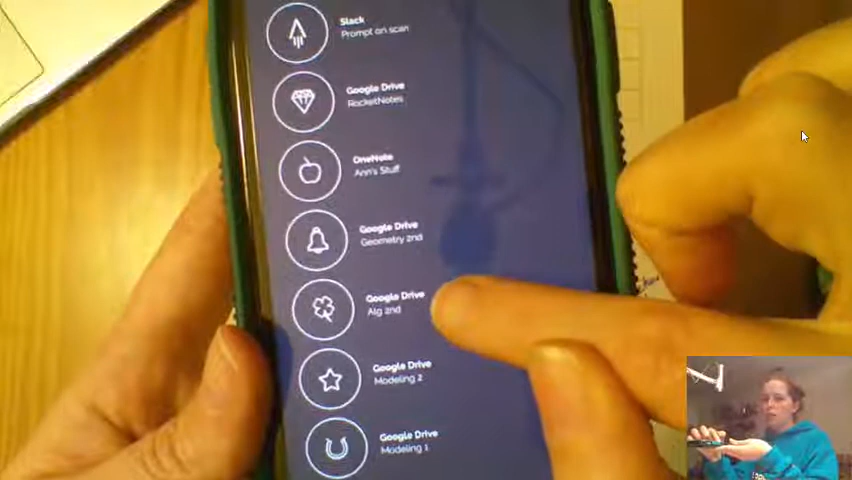 Slack
Prompt on scan
Google Drive
RocketNotes
OneNote
Ann's Stuff
Google Drive
Geometry 2nd
Google Drive
Alg 2nd
Google Drive
Modeling 2
Google Drive
Modeling 1